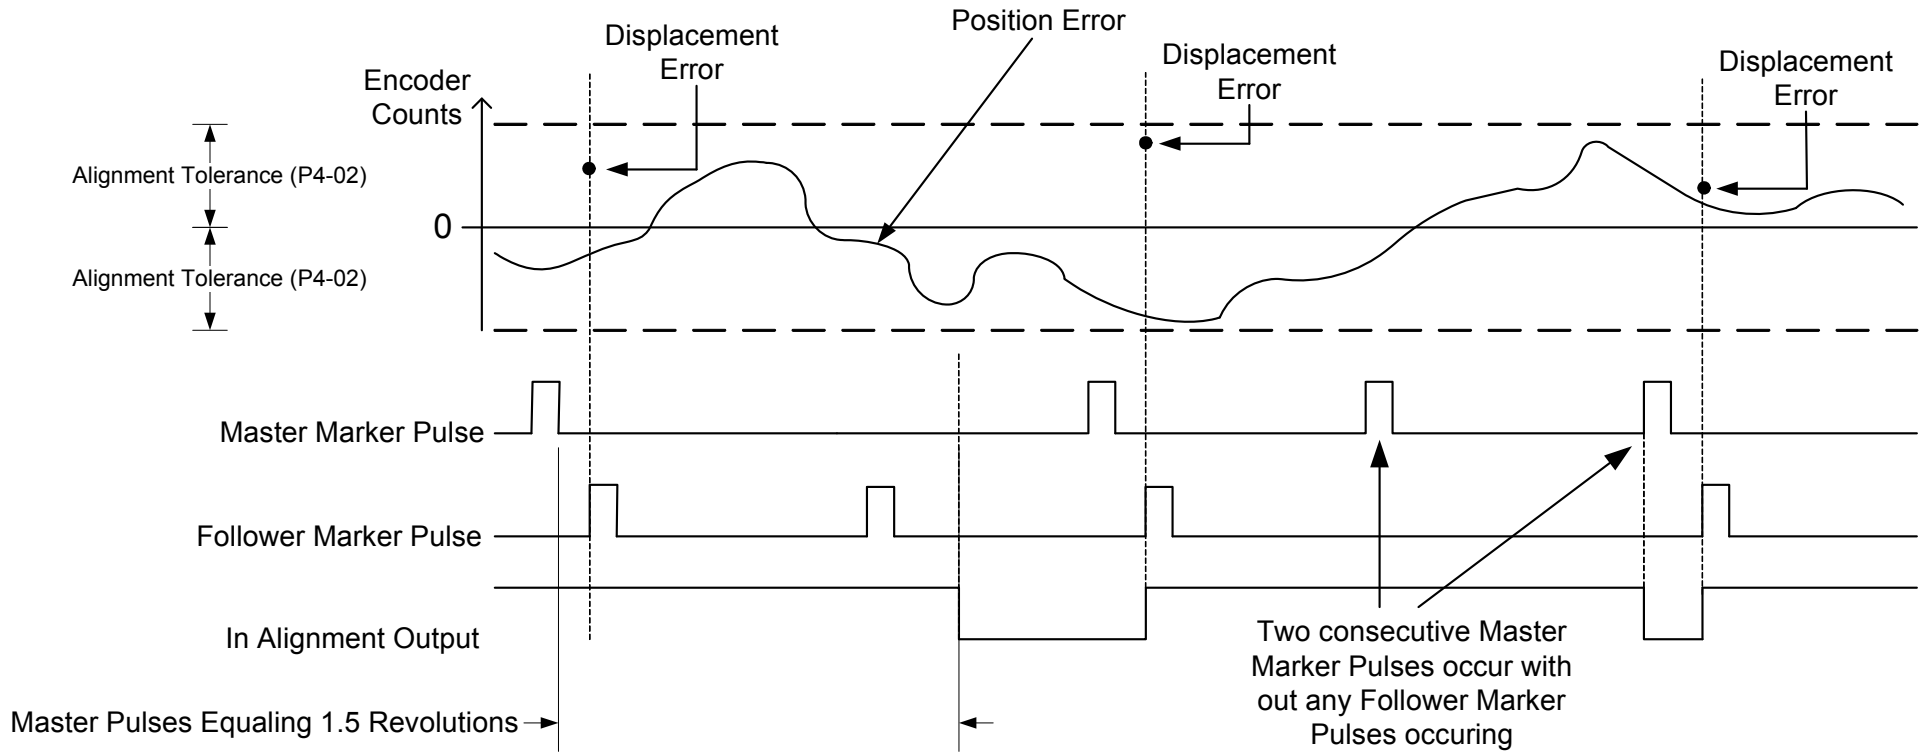 Position Error
Displacement
Error
Displacement
Error
Displacement
Error
Encoder
Counts
Alignment Tolerance (P4-02)
0
Alignment Tolerance (P4-02)
Master Marker Pulse
Follower Marker Pulse
In Alignment Output
Two consecutive Master
Marker Pulses occur with
out any Follower Marker
Pulses occuring
Master Pulses Equaling 1.5 Revolutions